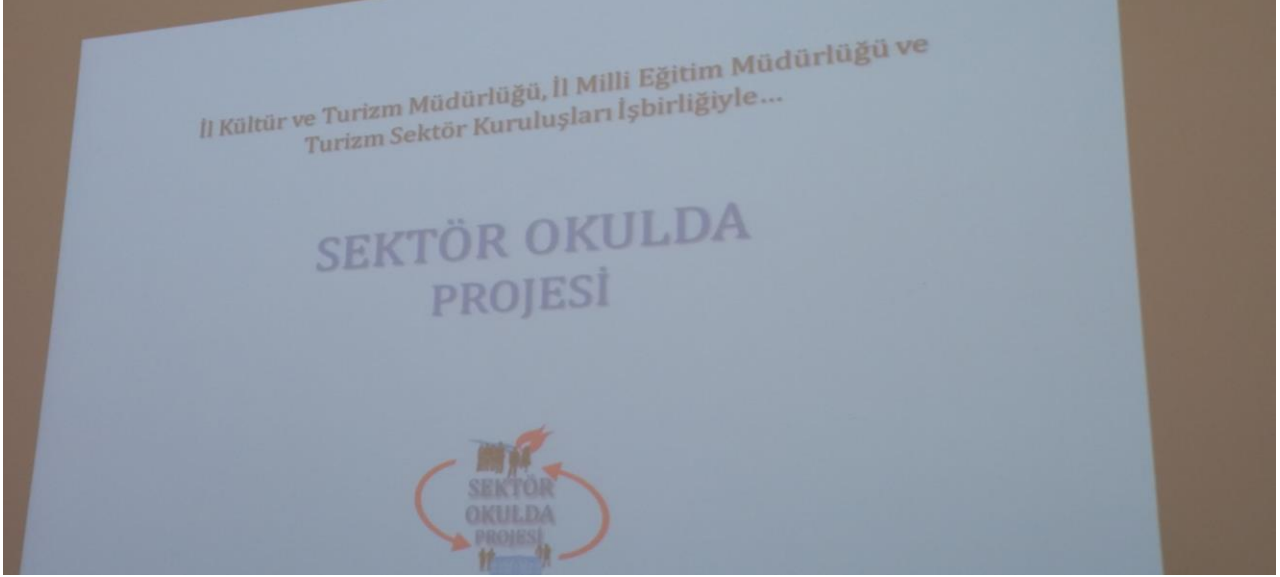 İl Kültür ve Turizm Müdürlüğü, İl Milli Eğitim Müdürlüğü ve
Turizm Sektör Kuruluşları İşbirliğiyle...
SEKTÖR OKULDA
PROJESİ
SEKTÖR
OKULDA
PROJESİ